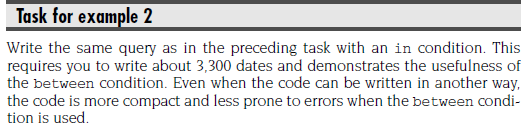 Task for example 2
Write the same query as in the preceding task with an in condition. This
requires you to write about 3,300 dates and demonstrates the usefulness of
the between condition. Even when the code can be written in another way,
the code is more compact and less prone to errors when the between condi-
tion is used.